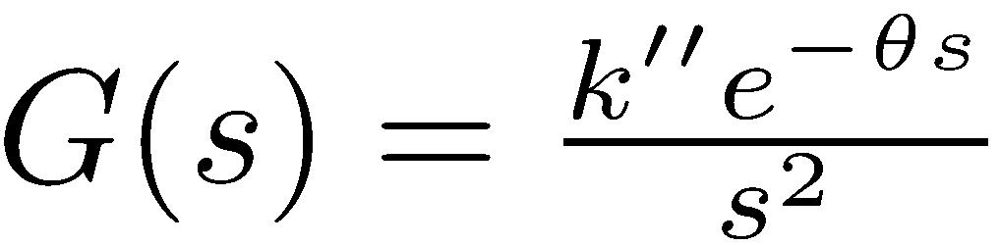 G(s) = \frac{k''e^{-\theta s}}{s^2}